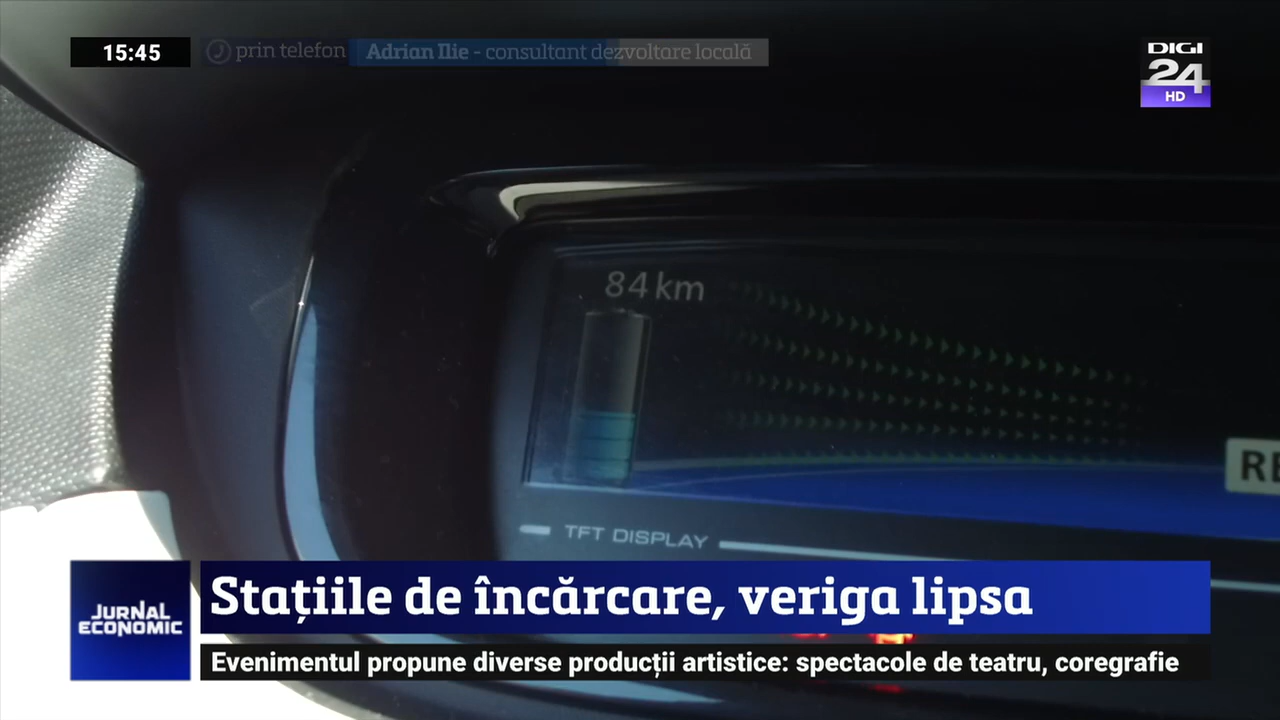 15:45
prin telefon
Adrian Ilie - consultant dezvoltare locală
DIGI
24
HD
84 km
TFT DISPLAY
JURNAL
ECONOMIC
Stațiile de încărcare, veriga lipsa
Evenimentul propune diverse producții artistice: spectacole de teatru, coregrafie